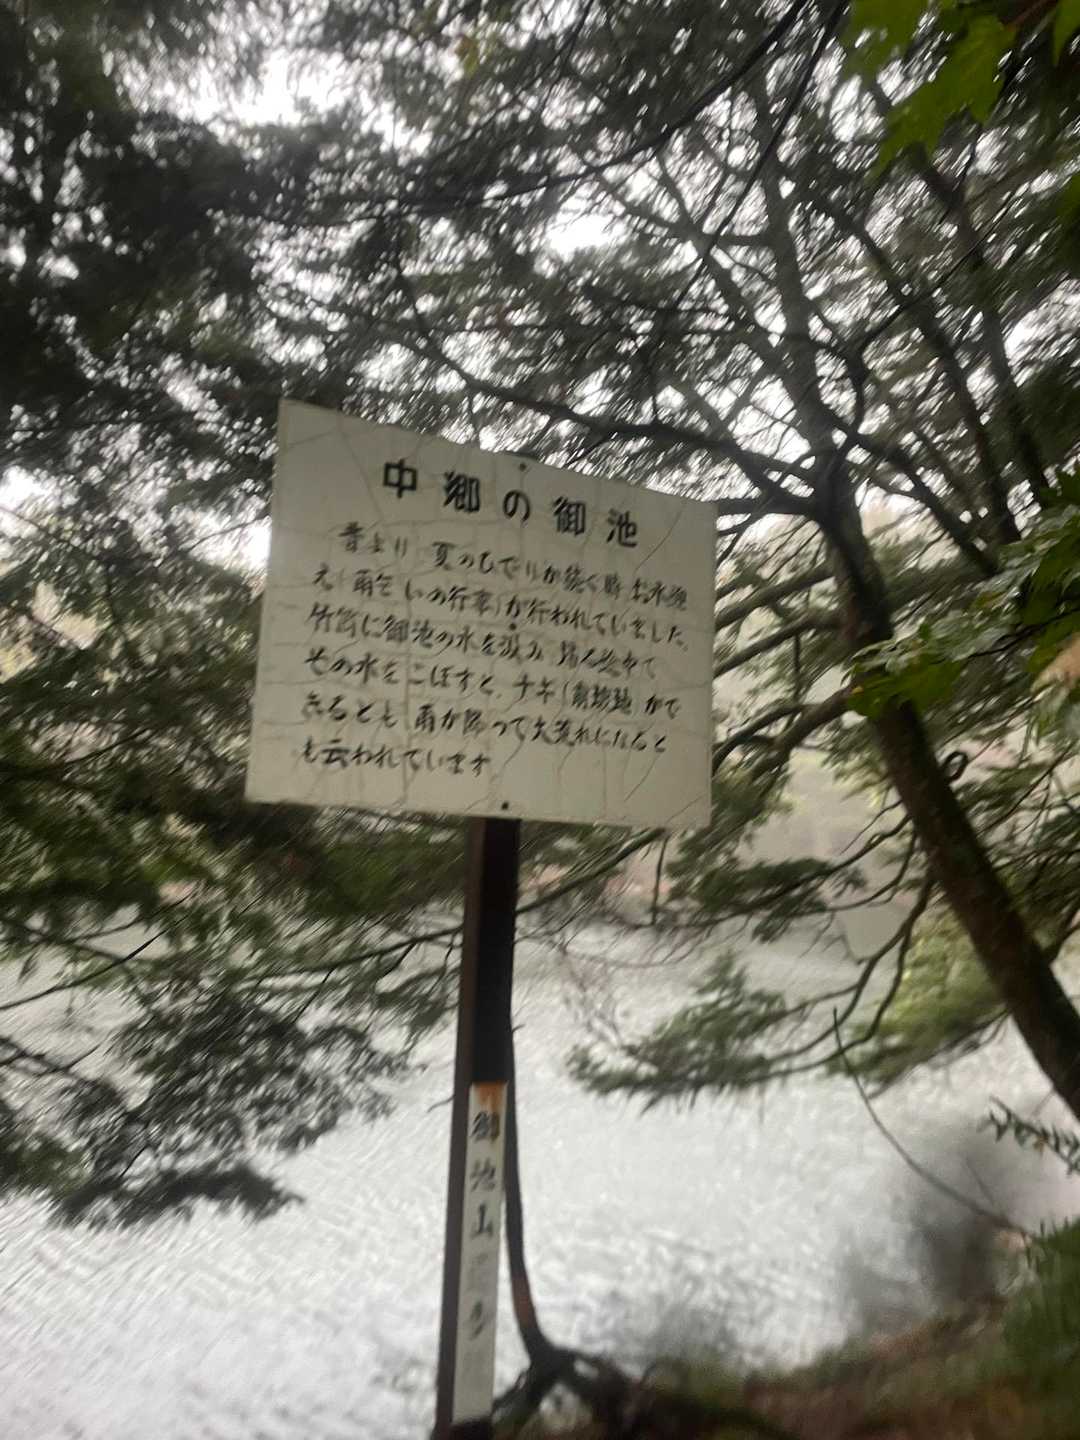 中郷の御池
昔より 夏のひでりが続く時 お水迎
え(雨乞いの行事)が行われていました。
竹筒に御池の水を汲み 帰る途中で
その水をこぼすと、ナギ(崩壊地)がで
きるとも 雨が降って大荒れになると
も云われています
御池山